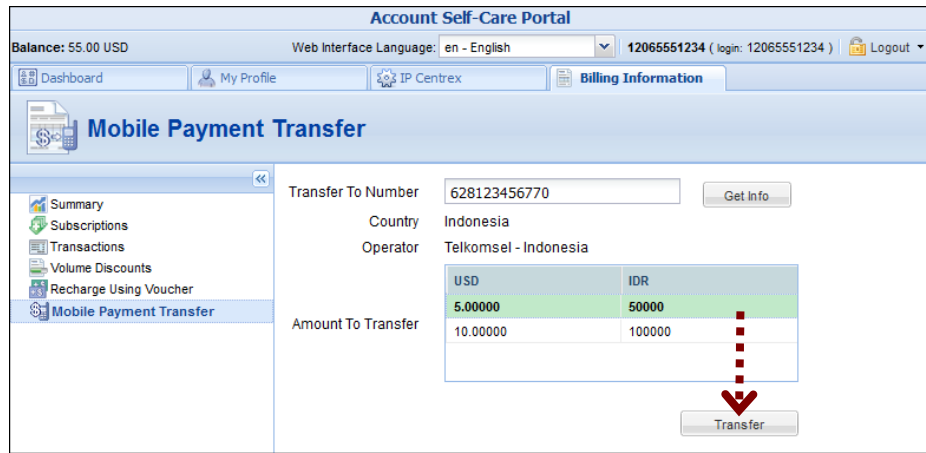 Account Self-Care Portal
Balance: 55.00 USD Web Interface Language: en - English 12065551234 ( login: 12065551234 ) Logout
Dashboard My Profile IP Centrex Billing Information
Mobile Payment Transfer
Summary
Subscriptions
Transactions
Volume Discounts
Recharge Using Voucher
Mobile Payment Transfer
Transfer To Number 628123456770 Get Info
Country Indonesia
Operator Telkomsel - Indonesia
Amount To Transfer
USD IDR
5.00000 50000
10.00000 100000
Transfer